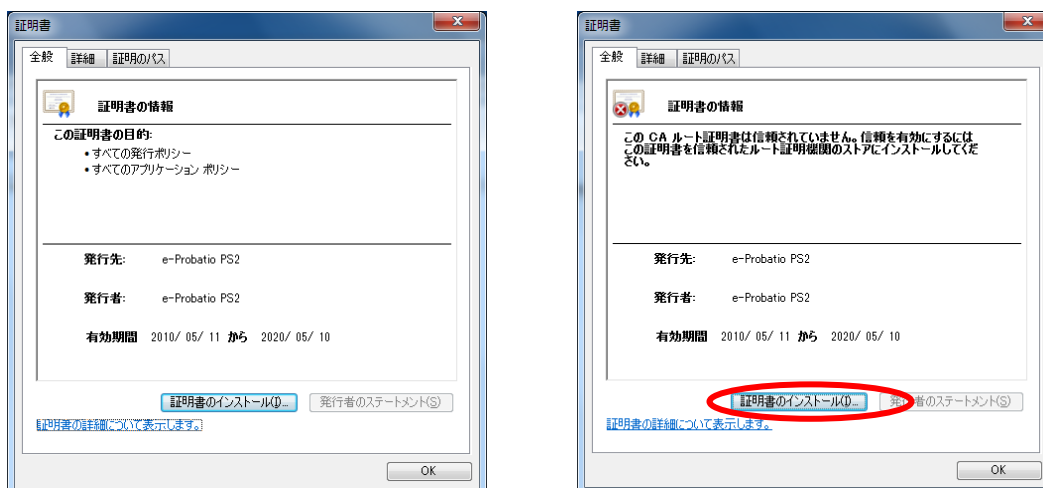 証明書
全般 詳細 証明のパス
証明書の情報
この証明書の目的:
• すべての発行ポリシー
• すべてのアプリケーション ポリシー
発行先: e-Probatio PS2
発行者: e-Probatio PS2
有効期間 2010/ 05/ 11 から 2020/ 05/ 10
証明書のインストール(I)... 発行者のステートメント(S)
証明書の詳細について表示します。
OK
証明書
全般 詳細 証明のパス
証明書の情報
この CA ルート証明書は信頼されていません。信頼を有効にするには
この証明書を信頼されたルート証明機関のストアにインストールしてくだ
さい。
発行先: e-Probatio PS2
発行者: e-Probatio PS2
有効期間 2010/ 05/ 11 から 2020/ 05/ 10
証明書のインストール(I)... 発行者のステートメント(S)
証明書の詳細について表示します。
OK